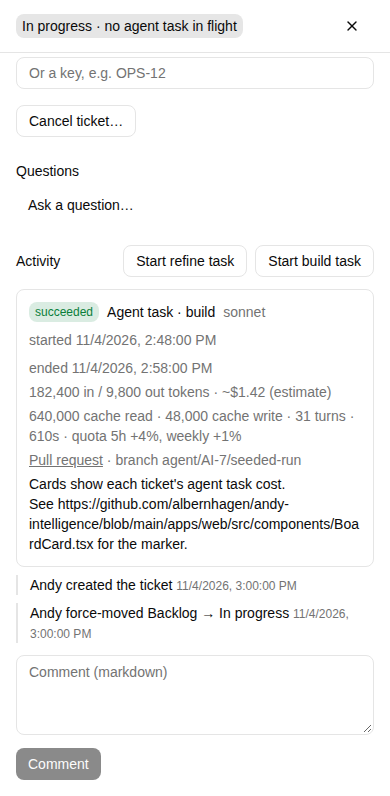 In progress · no agent task in flight
Or a key, e.g. OPS-12
Cancel ticket…
Questions
Ask a question…
Activity
Start refine task
Start build task
succeeded Agent task · build sonnet
started 11/4/2026, 2:48:00 PM
ended 11/4/2026, 2:58:00 PM
182,400 in / 9,800 out tokens · ~$1.42 (estimate)
640,000 cache read · 48,000 cache write · 31 turns ·
610s · quota 5h +4%, weekly +1%
Pull request · branch agent/AI-7/seeded-run
Cards show each ticket's agent task cost.
See https://github.com/albernhagen/andy-
intelligence/blob/main/apps/web/src/components/Boa
rdCard.tsx for the marker.
Andy created the ticket 11/4/2026, 3:00:00 PM
Andy force-moved Backlog → In progress 11/4/2026,
3:00:00 PM
Comment (markdown)
Comment